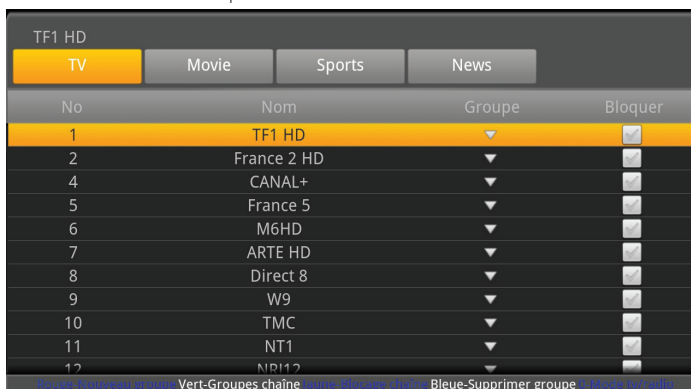 TF1 HD
TV Movie Sports News
No Nom Groupe Bloquer
1 TF1 HD
2 France 2 HD
4 CANAL+
5 France 5
6 M6HD
7 ARTE HD
8 Direct 8
9 W9
10 TMC
11 NT1
12 NRJ12
Vert-Groupes chaîne Bleue-Supprimer groupe